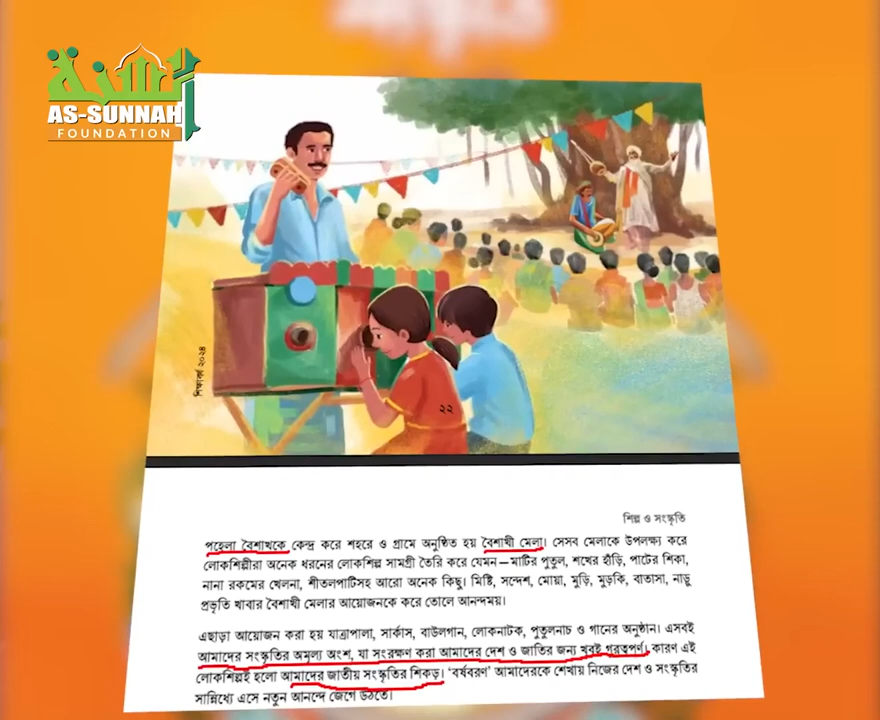 السنة
AS-SUNNAH
FOUNDATION
শিক্ষাবর্ষ ২০২৪
২২
শিল্প ও সংস্কৃতি
পহেলা বৈশাখকে কেন্দ্র করে শহরে ও গ্রামে অনুষ্ঠিত হয় বৈশাখী মেলা। সেসব মেলাকে উপলক্ষ্য করে
লোকশিল্পীরা অনেক ধরনের লোকশিল্প সামগ্রী তৈরি করে যেমন—মাটির পুতুল, শখের হাঁড়ি, পাটের শিকা,
নানা রকমের খেলনা, শীতলপাটিসহ আরো অনেক কিছু। মিষ্টি, সন্দেশ, মোয়া, মুড়ি, মুড়কি, বাতাসা, নাড়ু
প্রভৃতি খাবার বৈশাখী মেলার আয়োজনকে করে তোলে আনন্দময়।
এছাড়া আয়োজন করা হয় যাত্রাপালা, সার্কাস, বাউলগান, লোকনাটক, পুতুলনাচ ও গানের অনুষ্ঠান। এসবই
আমাদের সংস্কৃতির অমূল্য অংশ, যা সংরক্ষণ করা আমাদের দেশ ও জাতির জন্য খুবই গুরুত্বপূর্ণ। কারণ এই
লোকশিল্পই হলো আমাদের জাতীয় সংস্কৃতির শিকড়। 'বর্ষবরণ' আমাদেরকে শেখায় নিজের দেশ ও সংস্কৃতির
সান্নিধ্যে এসে নতুন আনন্দে জেগে উঠতে।